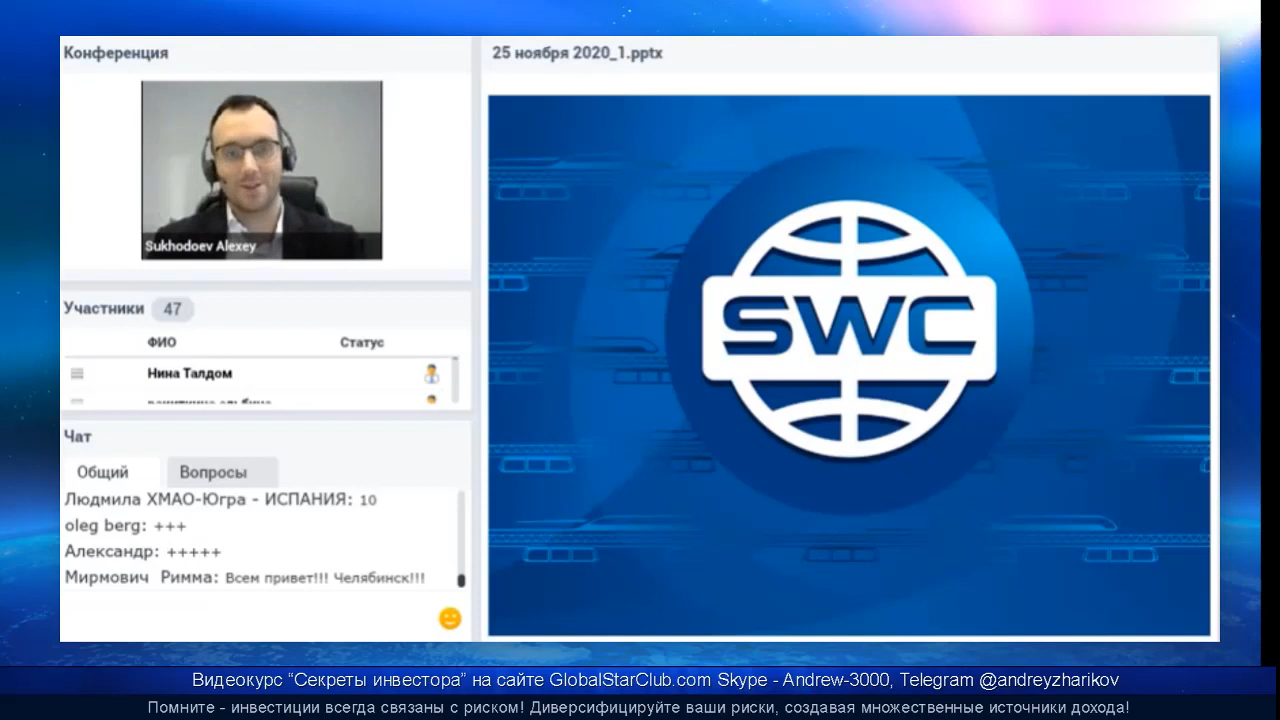 Конференция
25 ноября 2020_1.pptx
Sukhodoev Alexey
SWC
Участники 47
ФИО Статус
Нина Талдом
Чат
Общий Вопросы
Людмила ХМАО-Югра - ИСПАНИЯ: 10
oleg berg: +++
Александр: +++++
Мирмович Римма: Всем привет!!! Челябинск!!!
Видеокурс “Секреты инвестора” на сайте GlobalStarClub.com Skype - Andrew-3000, Telegram @andreyzharikov
Помните - инвестиции всегда связаны с риском! Диверсифицируйте ваши риски, создавая множественные источники дохода!